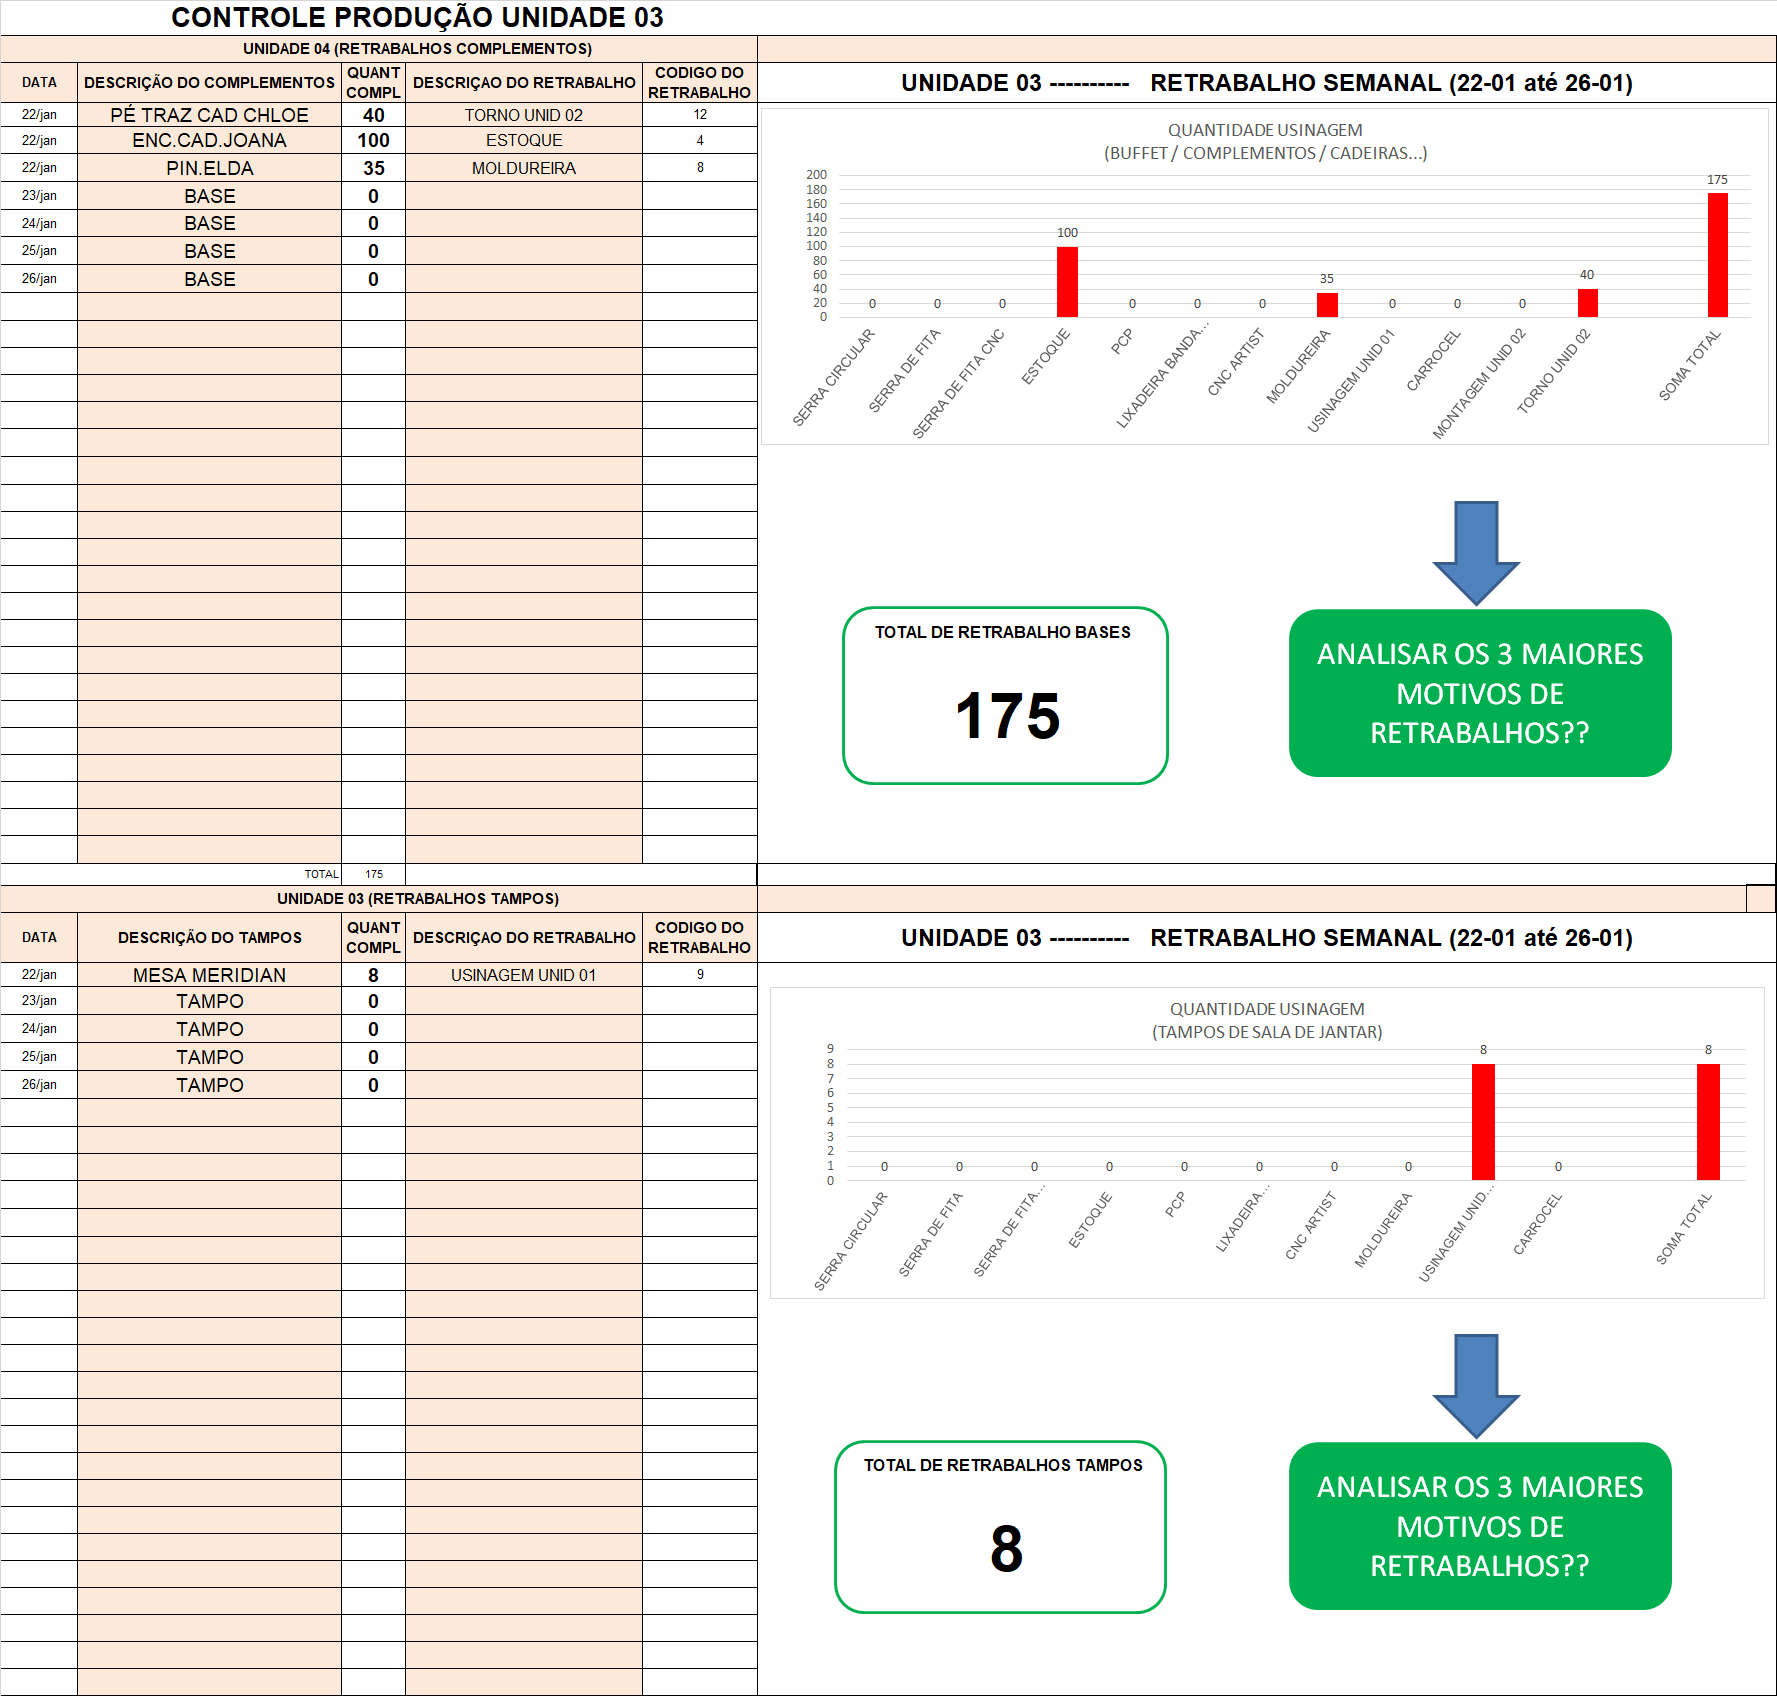 CONTROLE PRODUÇÃO UNIDADE 03
UNIDADE 04 (RETRABALHOS COMPLEMENTOS)
DATA DESCRIÇÃO DO COMPLEMENTOS QUANT COMPL DESCRIÇAO DO RETRABALHO CODIGO DO RETRABALHO
22/jan PÉ TRAZ CAD CHLOE 40 TORNO UNID 02 12
22/jan ENC.CAD.JOANA 100 ESTOQUE 4
22/jan PIN.ELDA 35 MOLDUREIRA 8
23/jan BASE 0
24/jan BASE 0
25/jan BASE 0
26/jan BASE 0
TOTAL 175
UNIDADE 03 ---------- RETRABALHO SEMANAL (22-01 até 26-01)
QUANTIDADE USINAGEM
(BUFFET / COMPLEMENTOS / CADEIRAS...)
200
180
160
140
120
100
80
60
40
20
0
0 0 0 100 0 0 0 35 0 0 0 40 175
SERRA CIRCULAR
SERRA DE FITA
SERRA DE FITA CNC
ESTOQUE
PCP
LIXADEIRA BANDA...
CNC ARTIST
MOLDUREIRA
USINAGEM UNID 01
CARROCEL
MONTAGEM UNID 02
TORNO UNID 02
SOMA TOTAL
TOTAL DE RETRABALHO BASES
175
ANALISAR OS 3 MAIORES
MOTIVOS DE
RETRABALHOS??
UNIDADE 03 (RETRABALHOS TAMPOS)
DATA DESCRIÇÃO DO TAMPOS QUANT COMPL DESCRIÇAO DO RETRABALHO CODIGO DO RETRABALHO
22/jan MESA MERIDIAN 8 USINAGEM UNID 01 9
23/jan TAMPO 0
24/jan TAMPO 0
25/jan TAMPO 0
26/jan TAMPO 0
UNIDADE 03 ---------- RETRABALHO SEMANAL (22-01 até 26-01)
QUANTIDADE USINAGEM
(TAMPOS DE SALA DE JANTAR)
9
8
7
6
5
4
3
2
1
0
0 0 0 0 0 0 0 0 8 0 8
SERRA CIRCULAR
SERRA DE FITA
SERRA DE FITA...
ESTOQUE
PCP
LIXADEIRA...
CNC ARTIST
MOLDUREIRA
USINAGEM UNID...
CARROCEL
SOMA TOTAL
TOTAL DE RETRABALHOS TAMPOS
8
ANALISAR OS 3 MAIORES
MOTIVOS DE
RETRABALHOS??